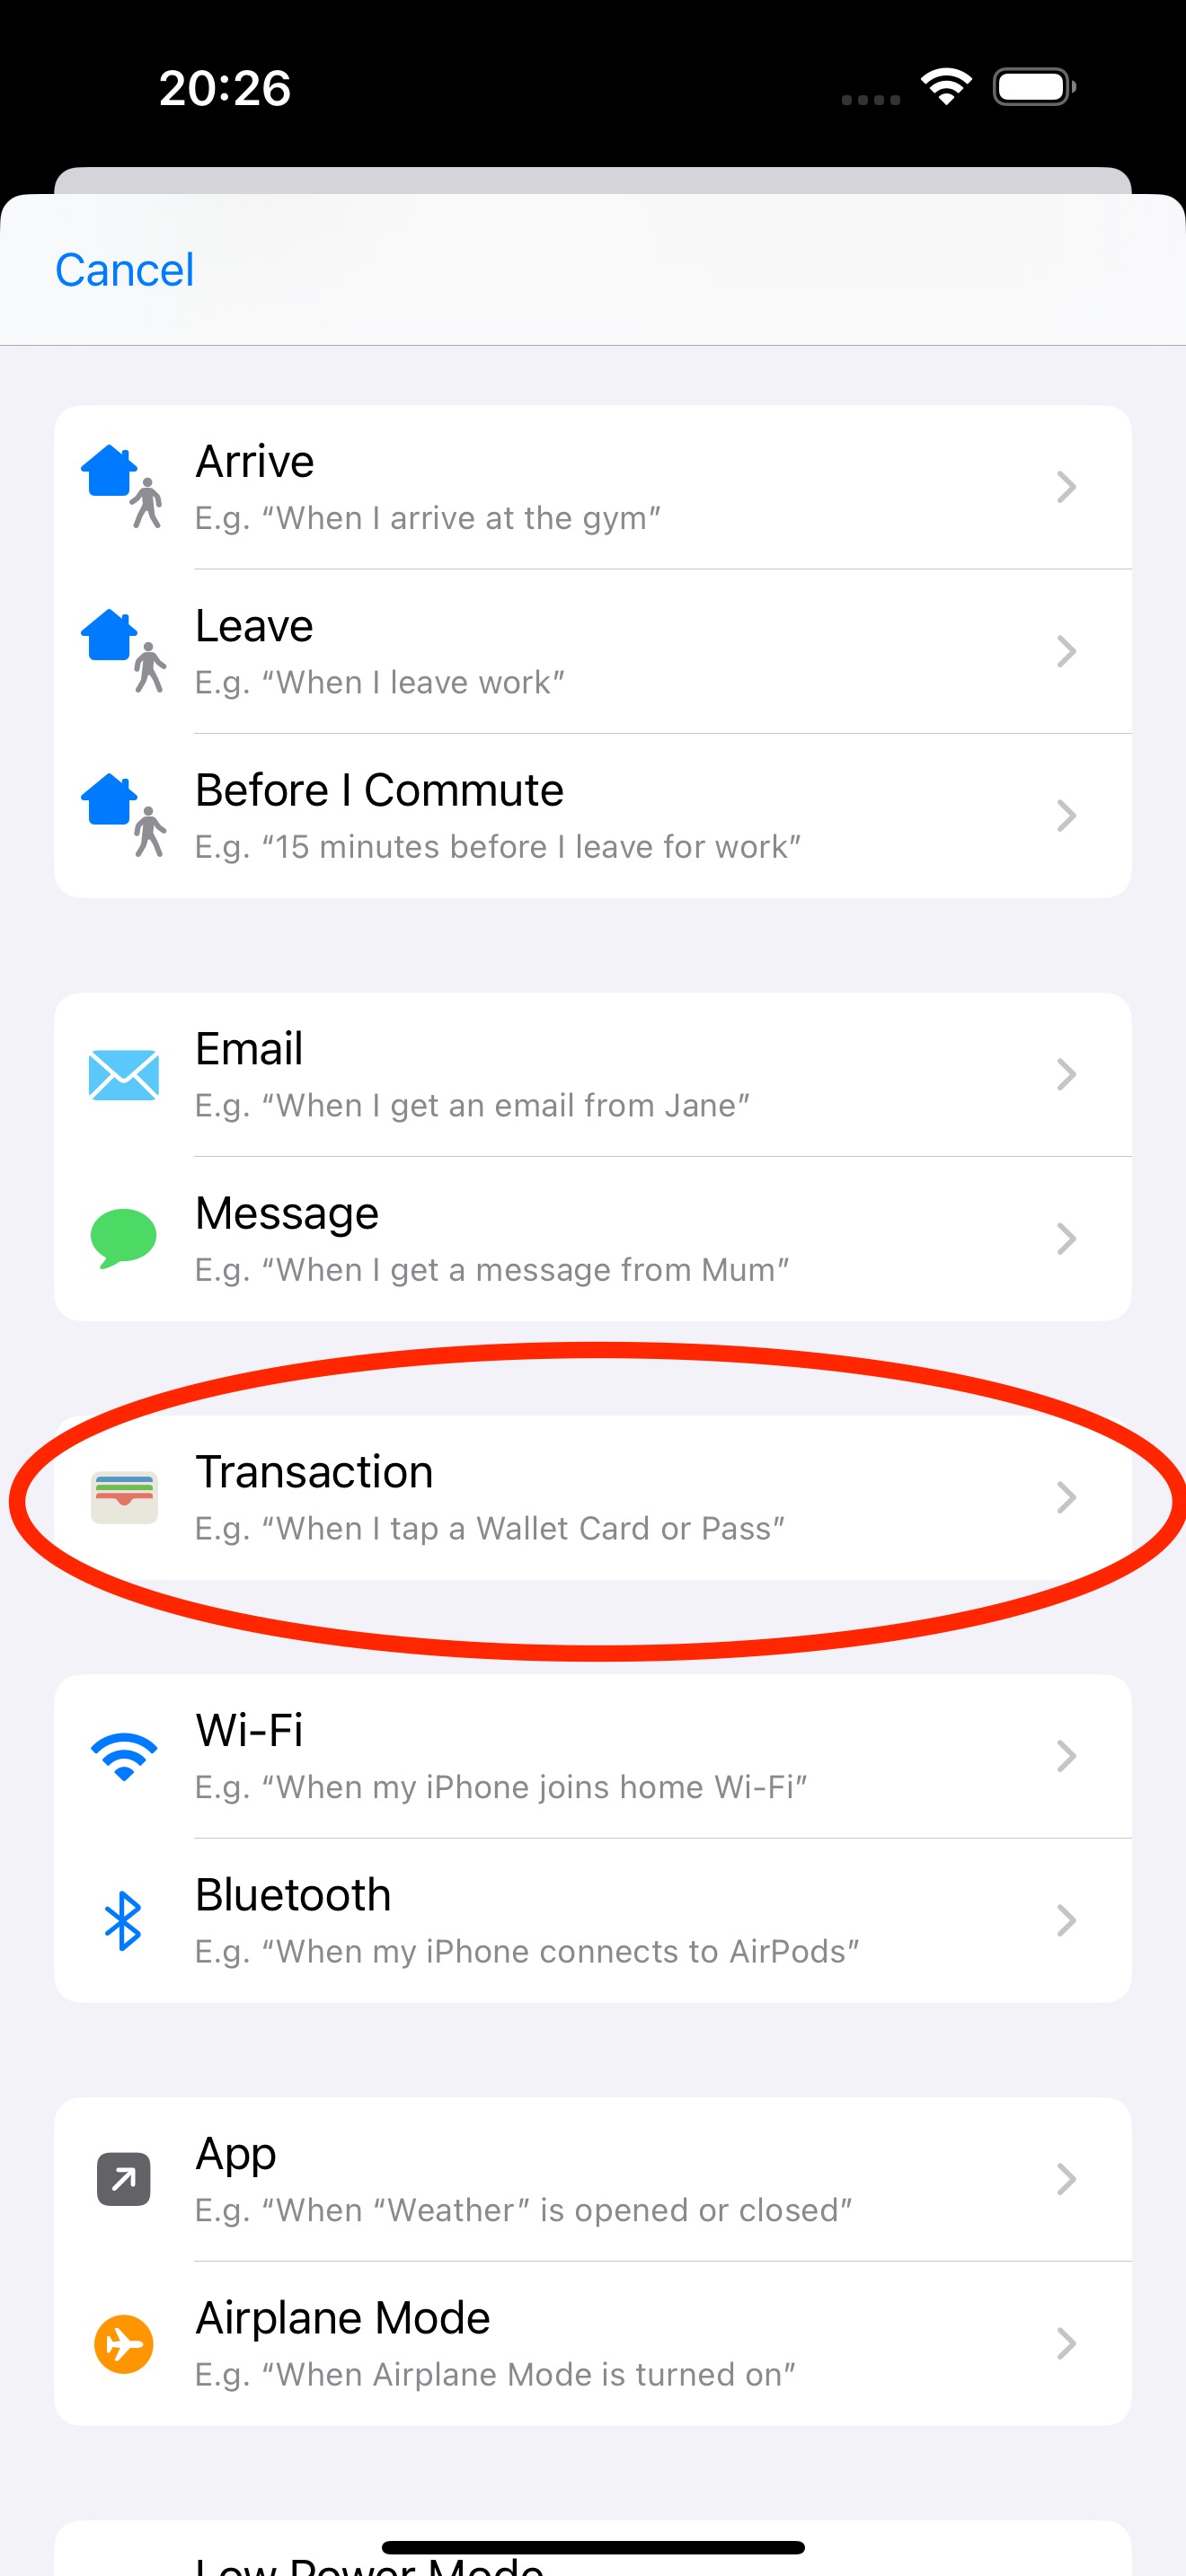 20:26
Cancel
Arrive
E.g. “When I arrive at the gym”
Leave
E.g. “When I leave work”
Before I Commute
E.g. “15 minutes before I leave for work”
Email
E.g. “When I get an email from Jane”
Message
E.g. “When I get a message from Mum”
Transaction
E.g. “When I tap a Wallet Card or Pass”
Wi-Fi
E.g. “When my iPhone joins home Wi-Fi”
Bluetooth
E.g. “When my iPhone connects to AirPods”
App
E.g. “When “Weather” is opened or closed”
Airplane Mode
E.g. “When Airplane Mode is turned on”
Low Power Mode